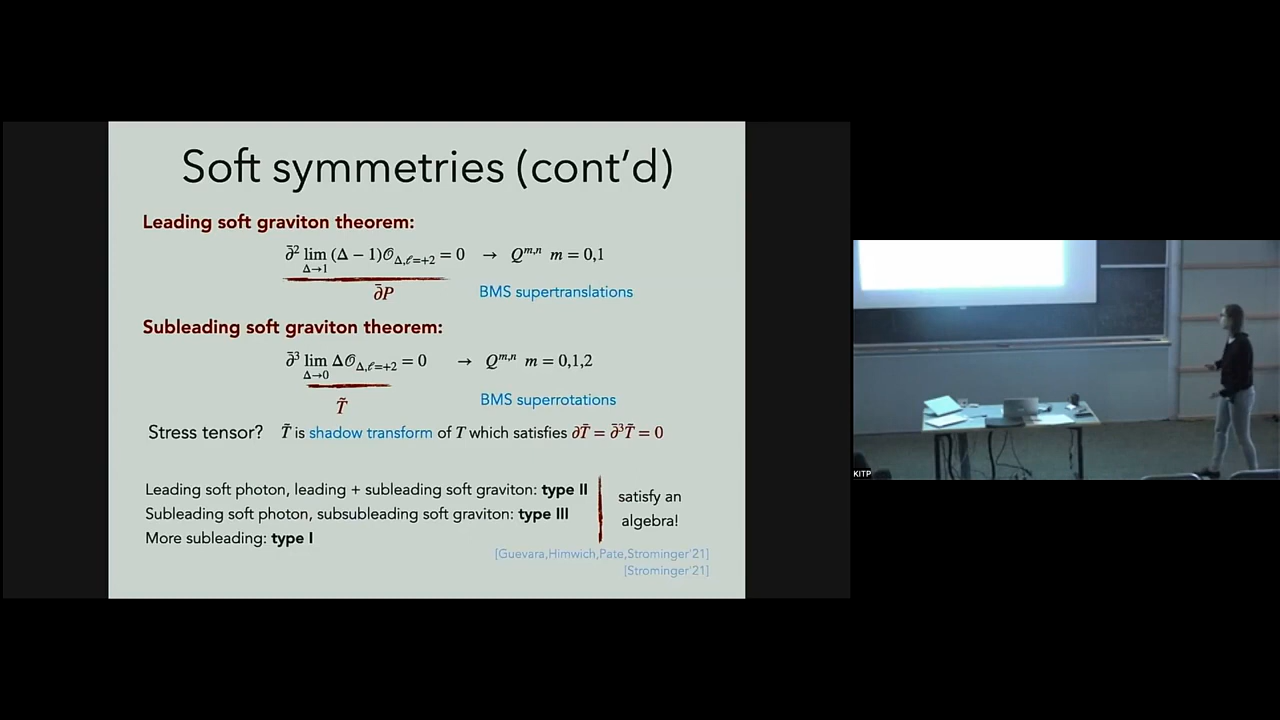 Soft symmetries (cont'd)
Leading soft graviton theorem:
∂̄² lim (Δ − 1)𝒪_{Δ,ℓ=+2} = 0 → Q^{m,n} m = 0,1
Δ→1
∂̄P
BMS supertranslations
Subleading soft graviton theorem:
∂̄³ lim Δ𝒪_{Δ,ℓ=+2} = 0 → Q^{m,n} m = 0,1,2
Δ→0
T̃
BMS superrotations
Stress tensor? T̃ is shadow transform of T which satisfies ∂T̃ = ∂̄³T̃ = 0
Leading soft photon, leading + subleading soft graviton: type II
Subleading soft photon, subsubleading soft graviton: type III
More subleading: type I
satisfy an
algebra!
[Guevara,Himwich,Pate,Strominger'21]
[Strominger'21]
KITP